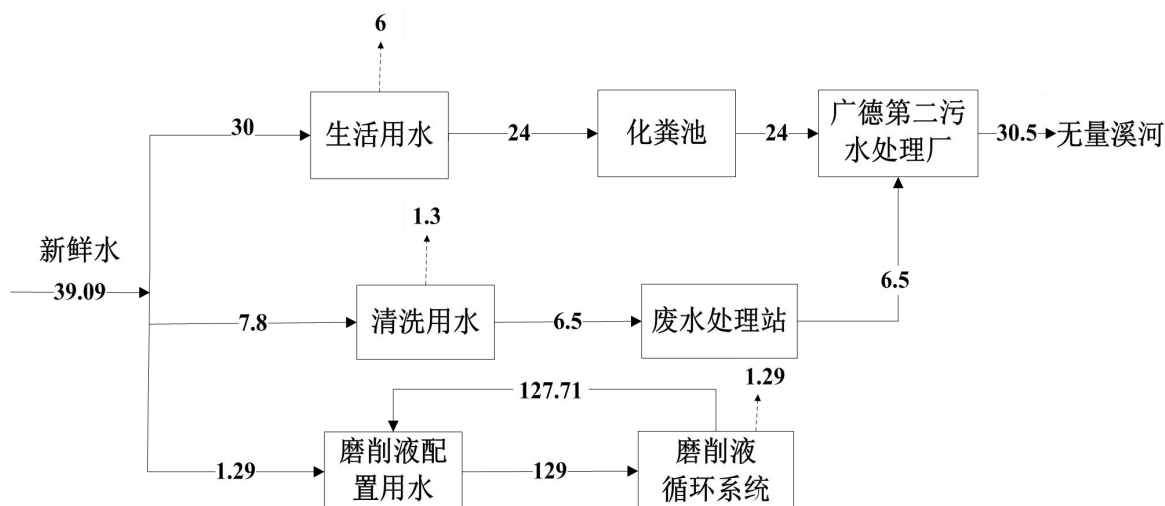 6
30
生活用水
24
化粪池
24
广德第二污
水处理厂
30.5
无量溪河
1.3
新鲜水
39.09
7.8
清洗用水
6.5
废水处理站
6.5
127.71
1.29
1.29
磨削液配
置用水
129
磨削液
循环系统